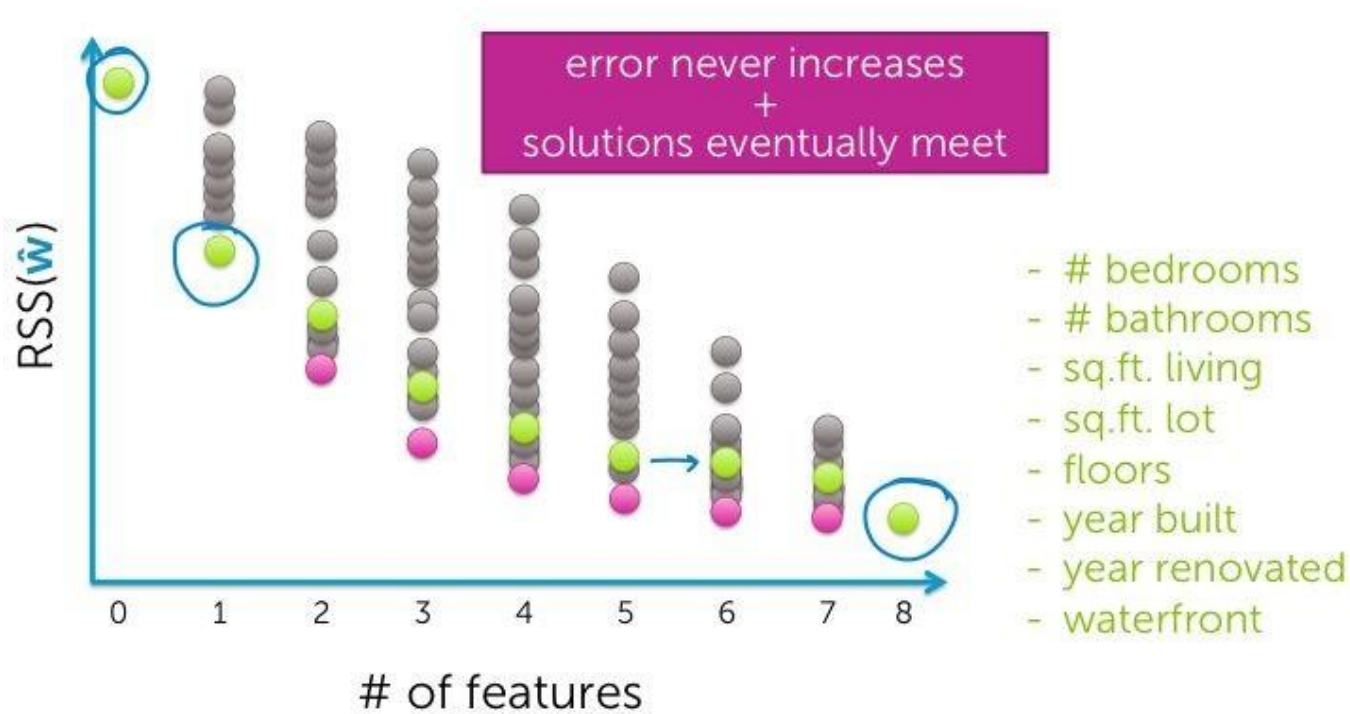 error never increases
+
solutions eventually meet
RSS(ŵ)
- # bedrooms
- # bathrooms
- sq.ft. living
- sq.ft. lot
- floors
- year built
- year renovated
- waterfront
0 1 2 3 4 5 6 7 8
# of features